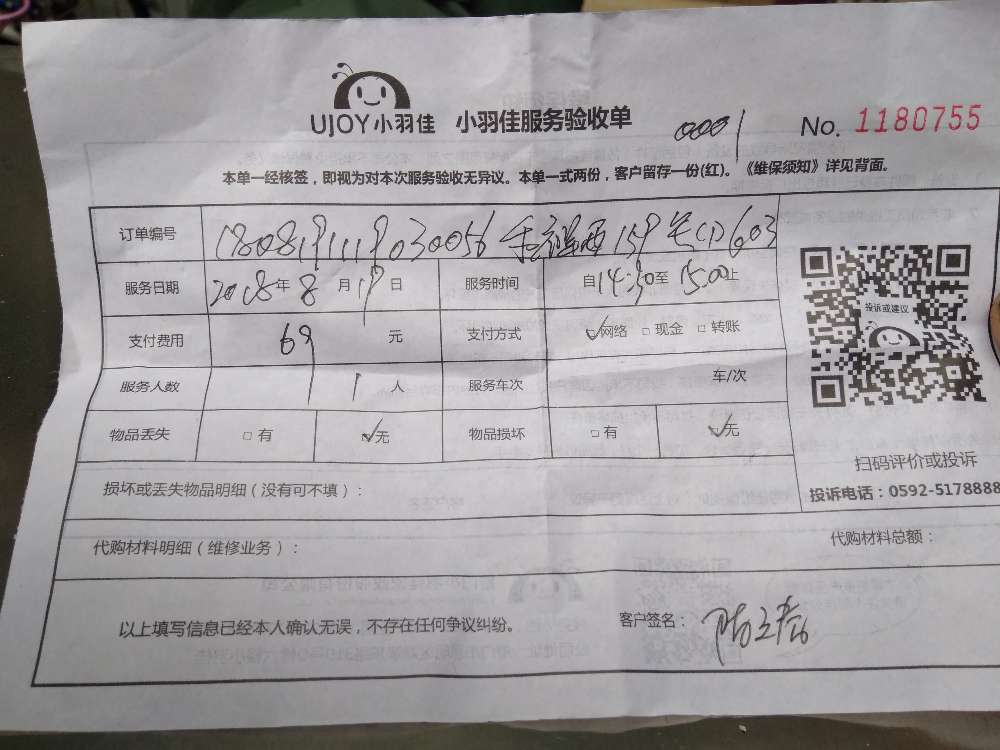 UJOY小羽佳 小羽佳服务验收单 0001 No. 1180755
本单一经核签，即视为对本次服务验收无异议。本单一式两份，客户留存一份(红)。《维保须知》详见背面。
订单编号 18081911119030056 西159号 603
服务日期 2018年8月19日 服务时间 自14:30至15:00止
支付费用 69 元 支付方式 ☑网络 □现金 □转账
服务人数 1 人 服务车次 车/次
物品丢失 □有 ☑无 物品损坏 □有 ☑无
投诉或建议
扫码评价或投诉
投诉电话：0592-5178888
损坏或丢失物品明细（没有可不填）：
代购材料明细（维修业务）： 代购材料总额：
以上填写信息已经本人确认无误，不存在任何争议纠纷。 客户签名：